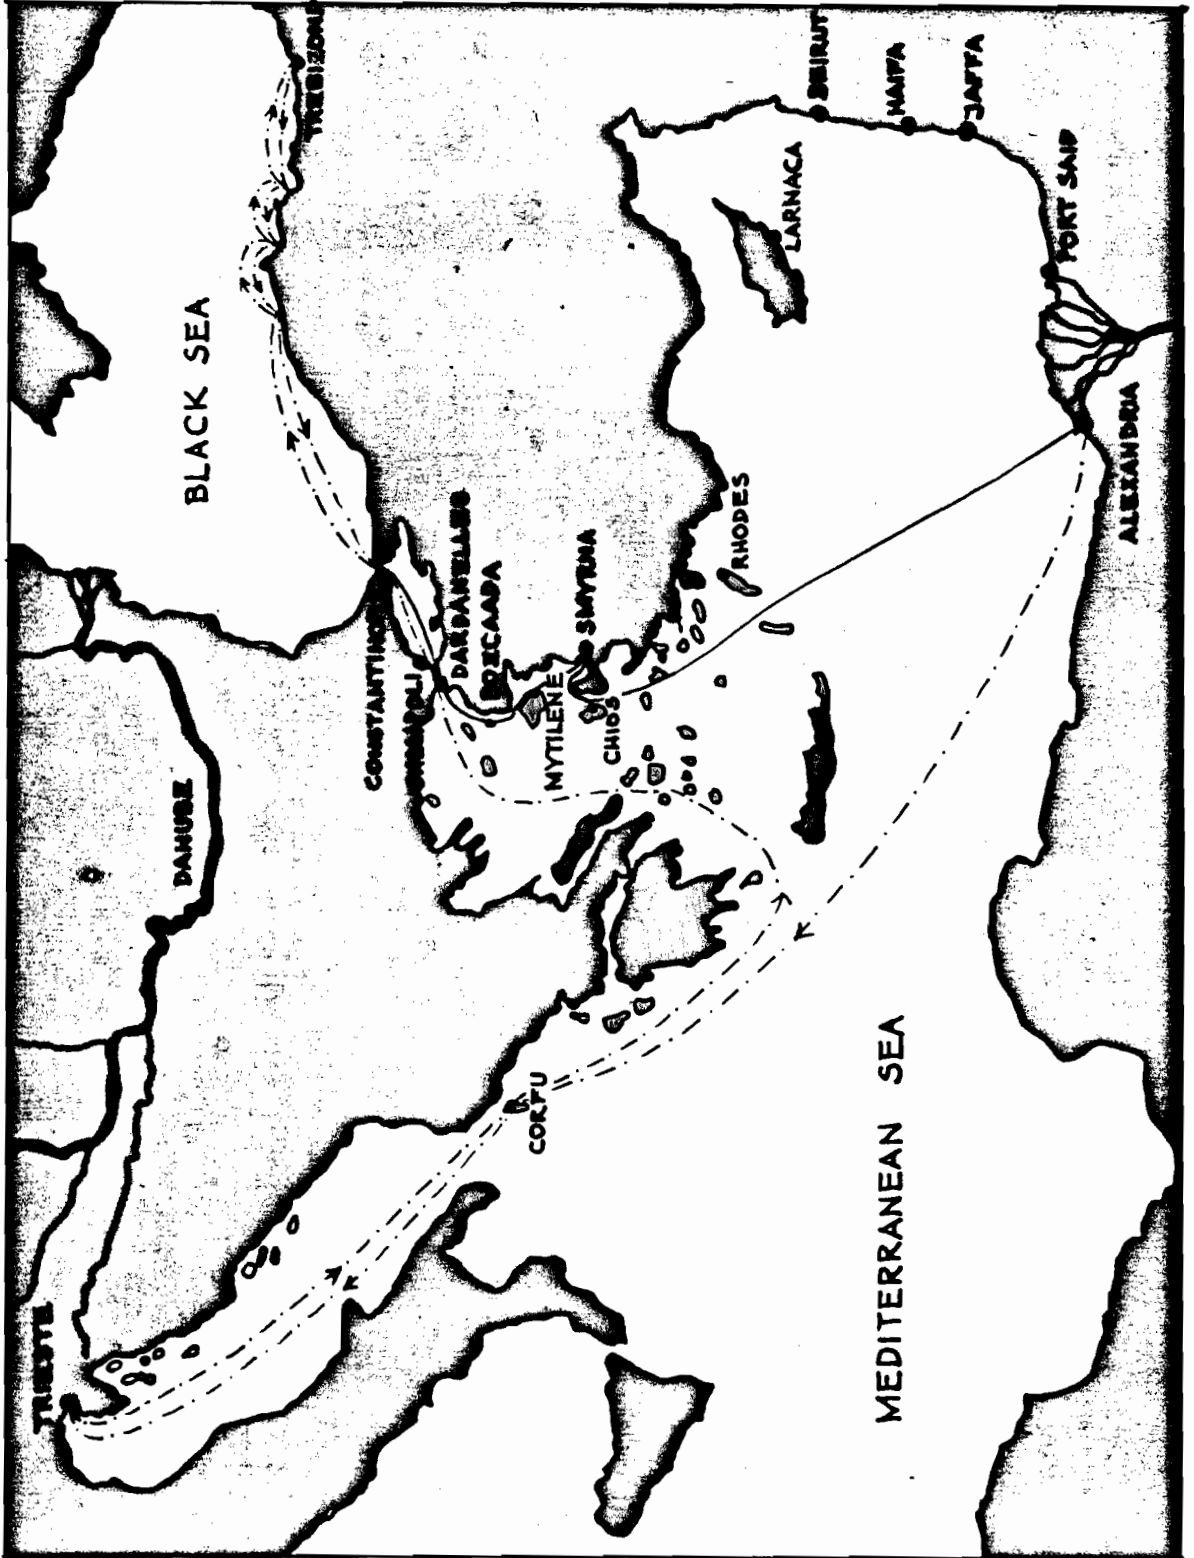 TRIESTE
DANUBE
BLACK SEA
TREBIZOND
CONSTANTINOPLE
DARDANELLES
BOZCAADA
MYTILENE
SMYRNA
CHIOS
RHODES
CORFU
LARNACA
BEIRUT
HAIFA
JAFFA
PORT SAID
ALEXANDRIA
MEDITERRANEAN SEA